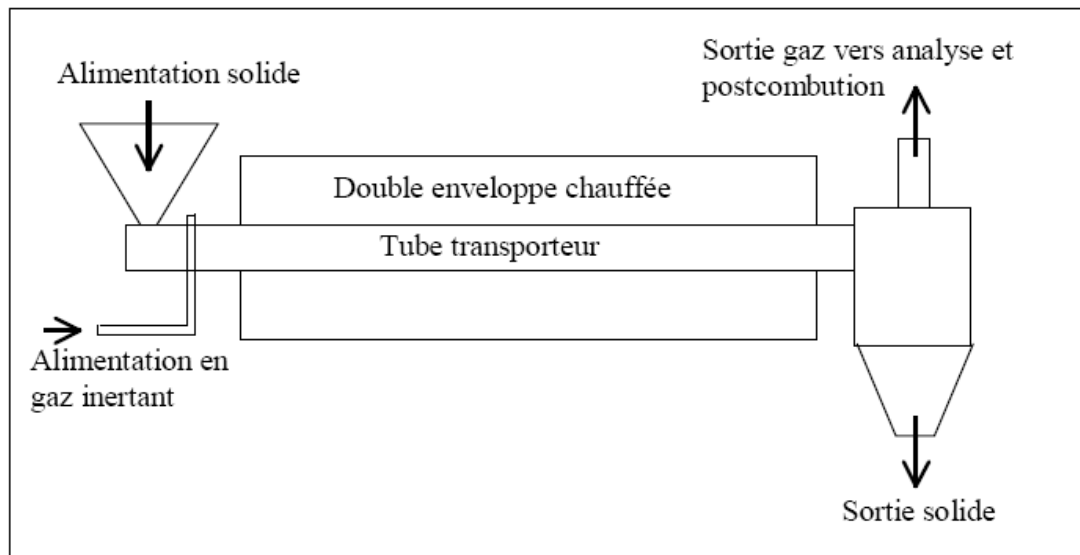 Alimentation solide
Sortie gaz vers analyse et
postcombution
Double enveloppe chauffée
Tube transporteur
Alimentation en
gaz inertant
Sortie solide